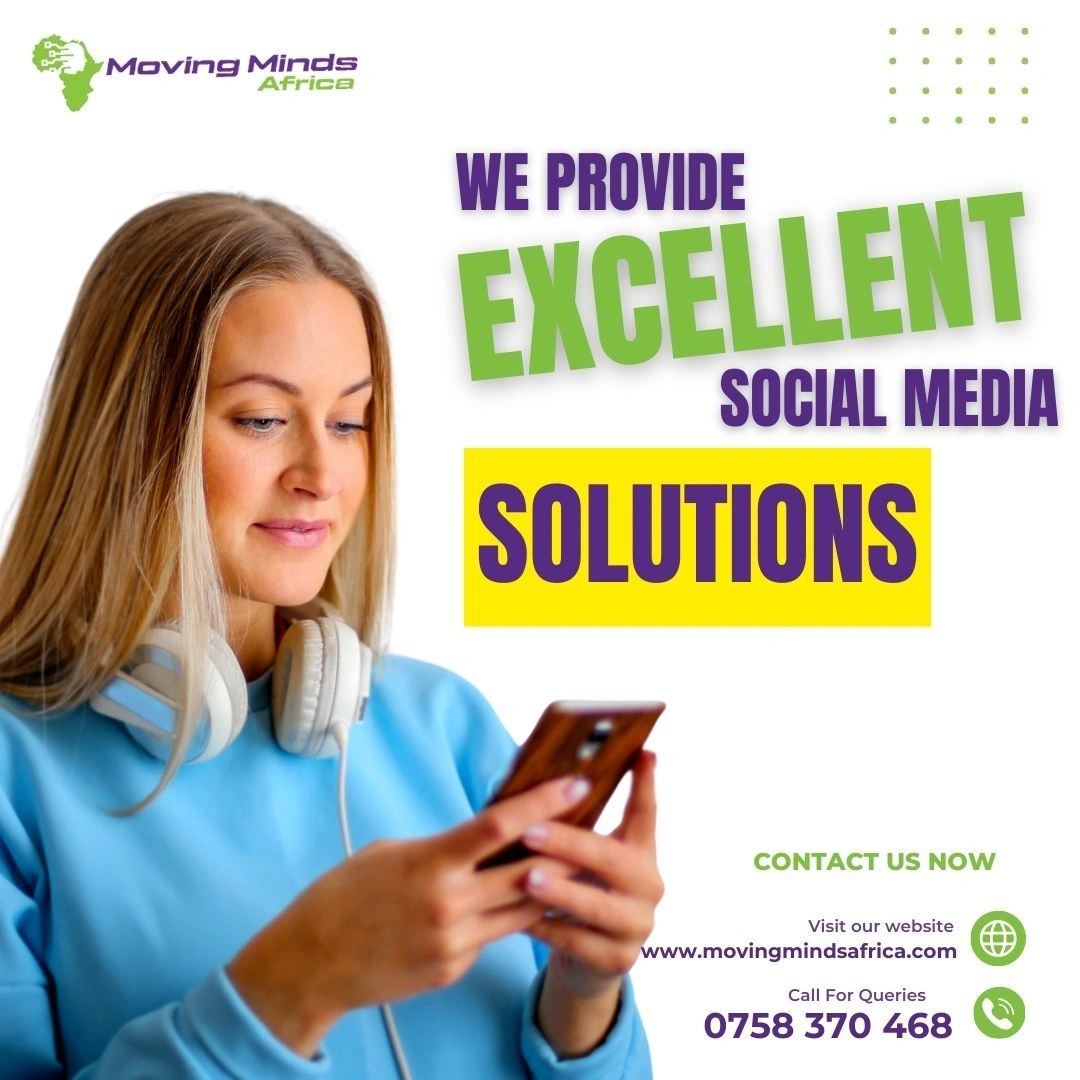 Moving Minds
Africa
WE PROVIDE
EXCELLENT
SOCIAL MEDIA
SOLUTIONS
CONTACT US NOW
Visit our website
www.movingmindsafrica.com
Call For Queries
0758 370 468